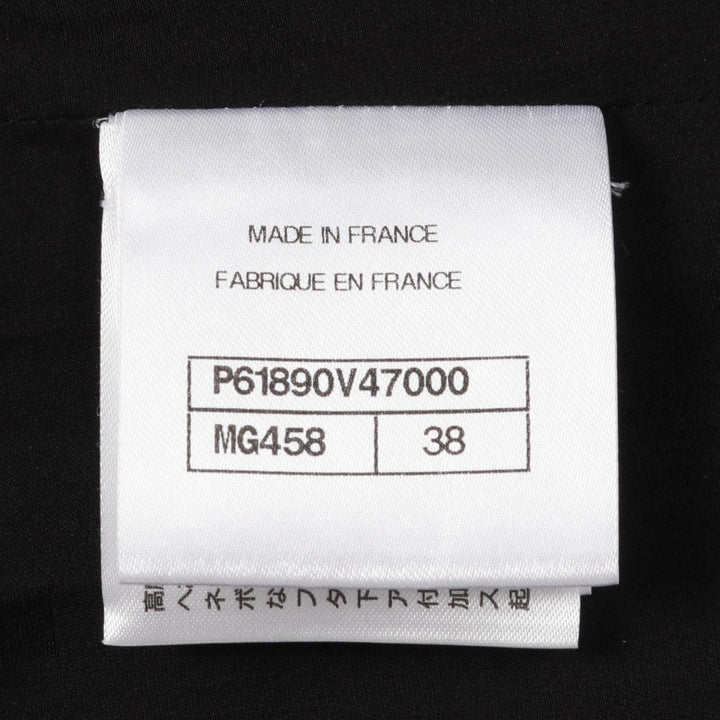 MADE IN FRANCE
FABRIQUE EN FRANCE
P61890V47000
MG458 38